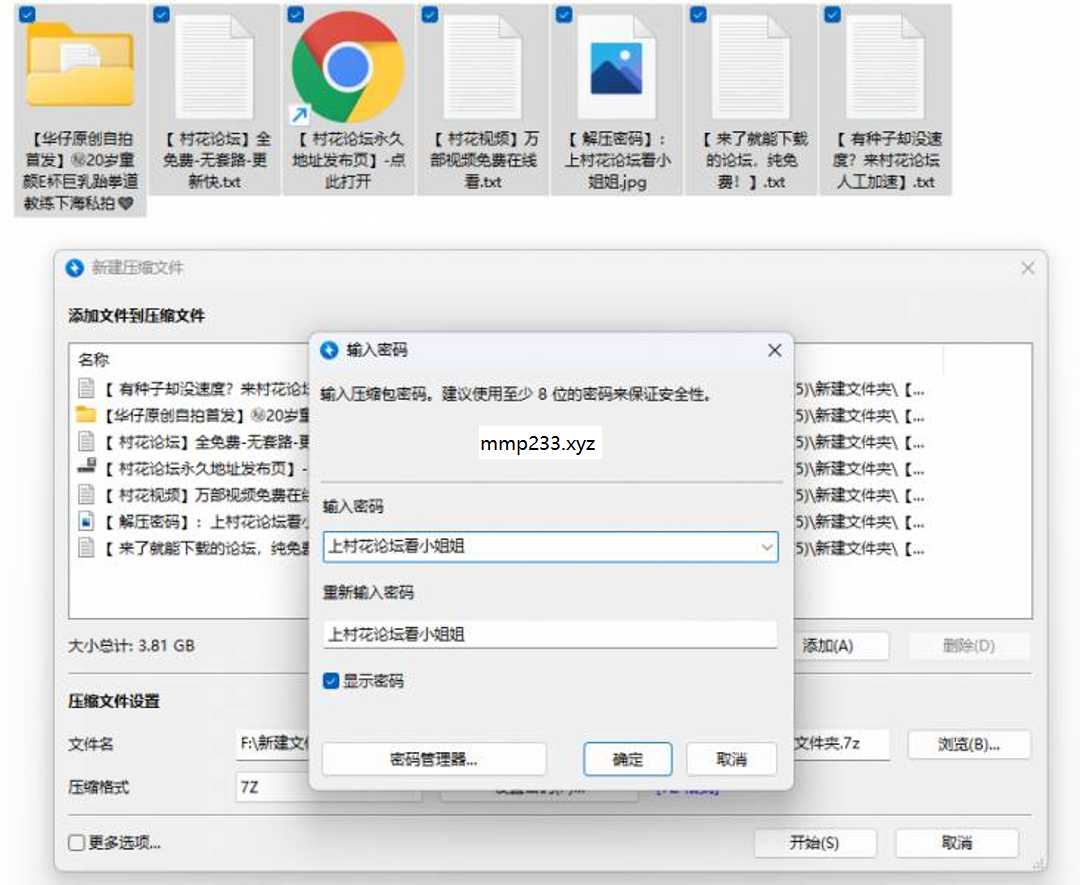 【华仔原创自拍
首发】㊙20岁童
颜E杯巨乳跆拳道
教练下海私拍🖤
【 村花论坛】全
免费-无套路-更
新快.txt
【 村花论坛永久
地址发布页】-点
此打开
【 村花视频】万
部视频免费在线
看.txt
【 解压密码】:
上村花论坛看小
姐姐.jpg
【 来了就能下载
的论坛，纯免
费！】.txt
【 有种子却没速
度？来村花论坛
人工加速】.txt
新建压缩文件
添加文件到压缩文件
名称
【 有种子却没速度？来村花论坛
5)\新建文件夹\【...
【华仔原创自拍首发】㊙20岁童
5)\新建文件夹\【...
【 村花论坛】全免费-无套路-更
5)\新建文件夹\【...
【 村花论坛永久地址发布页】-
5)\新建文件夹\【...
【 村花视频】万部视频免费在线
5)\新建文件夹\【...
【 解压密码】:上村花论坛看小
5)\新建文件夹\【...
【 来了就能下载的论坛，纯免费
5)\新建文件夹\【...
大小总计: 3.81 GB
添加(A)
删除(D)
压缩文件设置
文件名
F:\新建文件
文件夹.7z
浏览(B)...
压缩格式
7Z
更多选项...
开始(S)
取消
输入密码
输入压缩包密码。建议使用至少 8 位的密码来保证安全性。
mmp233.xyz
输入密码
上村花论坛看小姐姐
重新输入密码
上村花论坛看小姐姐
显示密码
密码管理器...
确定
取消